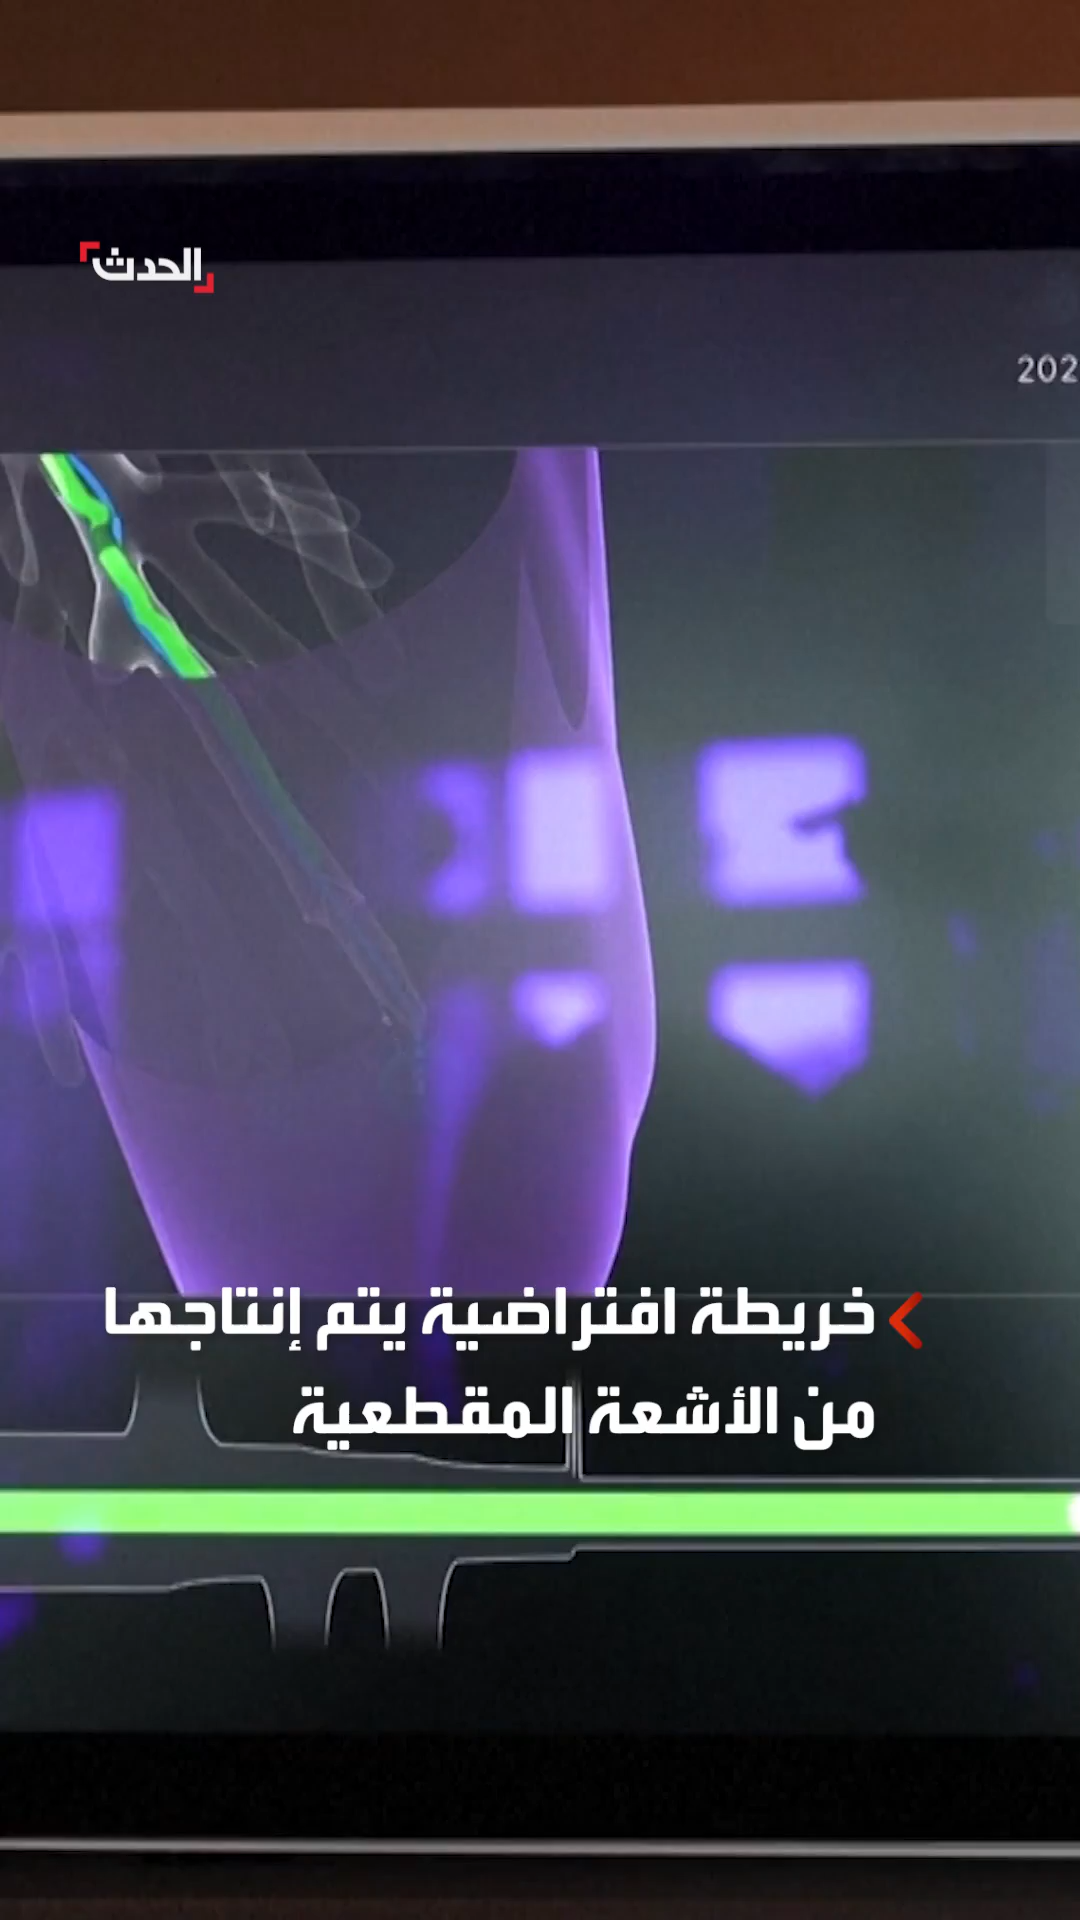 الحدث
202
خريطة افتراضية يتم إنتاجها
من الأشعة المقطعية